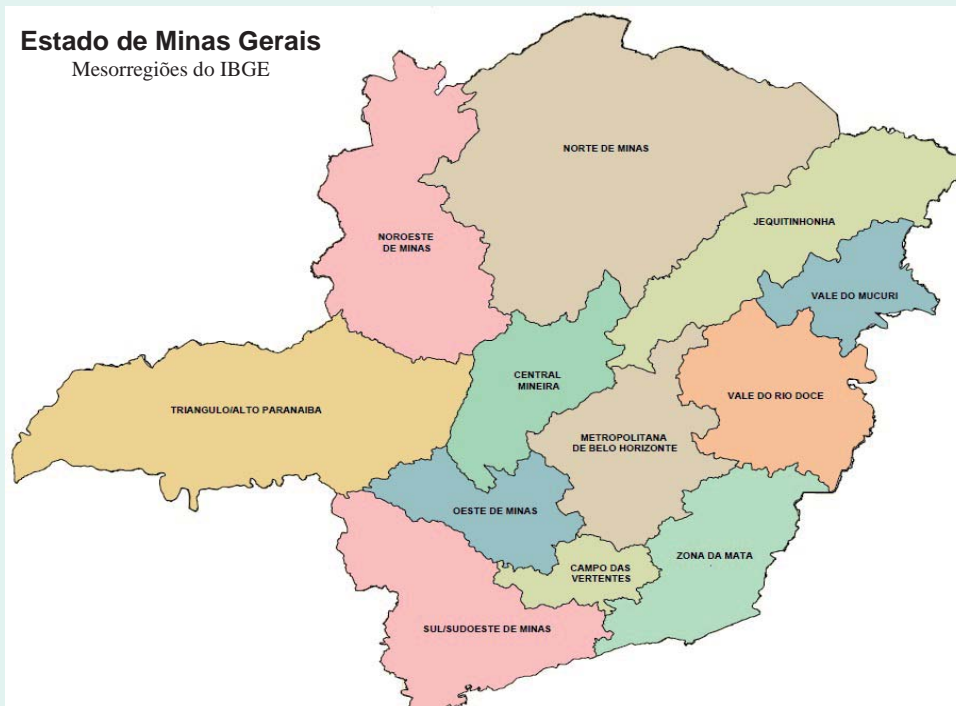 Estado de Minas Gerais
Mesorregiões do IBGE
NORTE DE MINAS
JEQUITINHONHA
NOROESTE
DE MINAS
VALE DO MUCURI
CENTRAL
MINEIRA
VALE DO RIO DOCE
TRIANGULO/ALTO PARANAIBA
METROPOLITANA
DE BELO HORIZONTE
OESTE DE MINAS
ZONA DA MATA
CAMPO DAS
VERTENTES
SUL/SUDOESTE DE MINAS